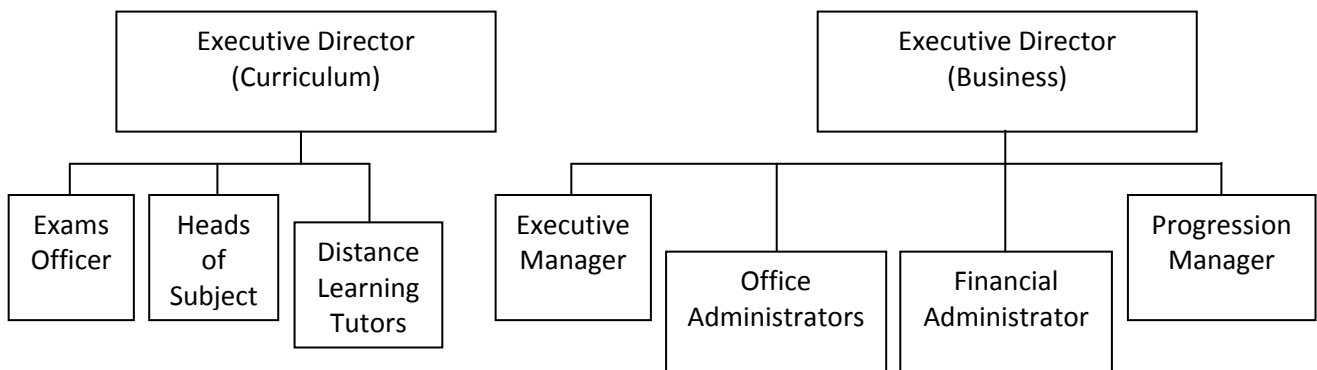 Executive Director
(Curriculum)
Executive Director
(Business)
Exams
Officer
Heads
of
Subject
Distance
Learning
Tutors
Executive
Manager
Office
Administrators
Financial
Administrator
Progression
Manager